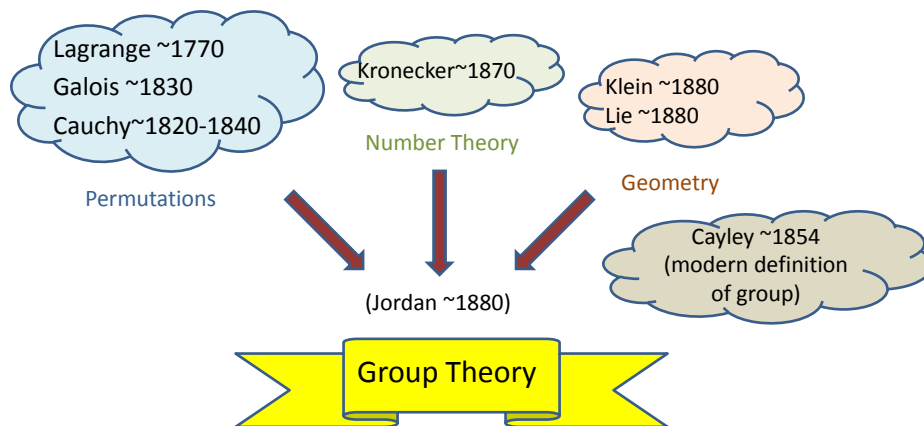 Lagrange ~1770
Galois ~1830
Cauchy~1820-1840
Permutations
Kronecker~1870
Number Theory
Klein ~1880
Lie ~1880
Geometry
Cayley ~1854
(modern definition
of group)
(Jordan ~1880)
Group Theory